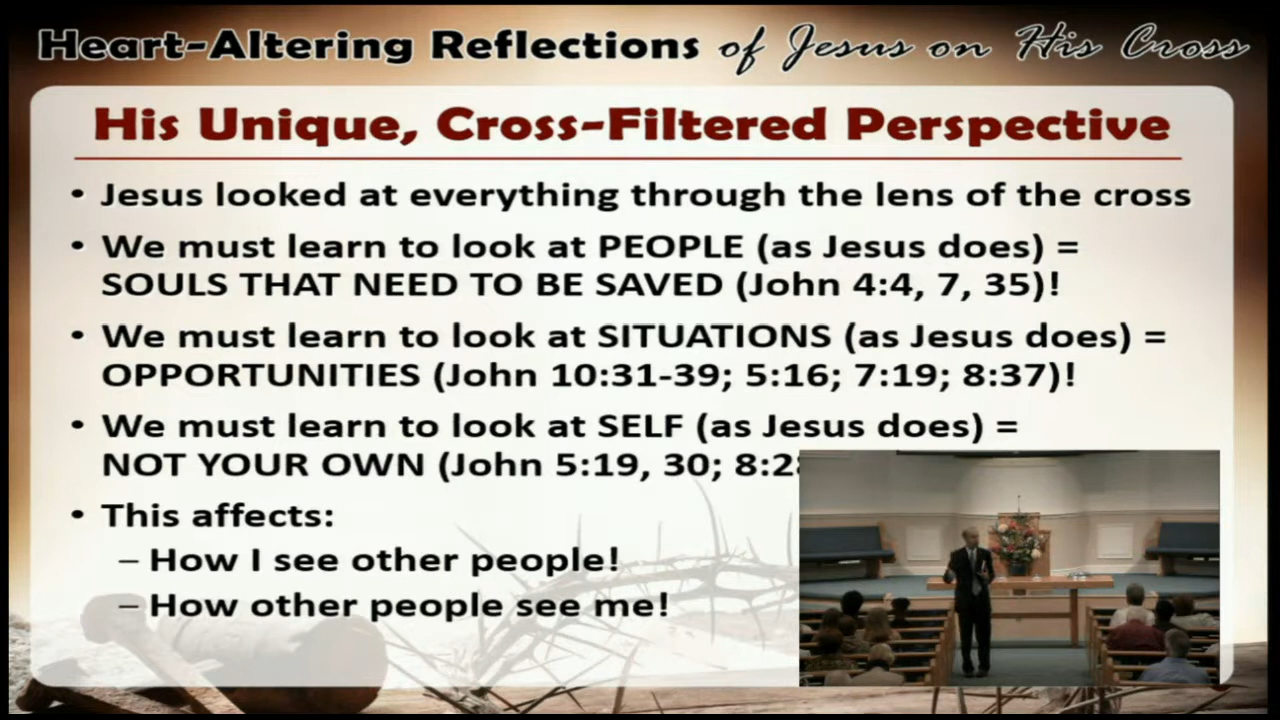 Heart-Altering Reflections of Jesus on His Cross
His Unique, Cross-Filtered Perspective
• Jesus looked at everything through the lens of the cross
• We must learn to look at PEOPLE (as Jesus does) =
SOULS THAT NEED TO BE SAVED (John 4:4, 7, 35)!
• We must learn to look at SITUATIONS (as Jesus does) =
OPPORTUNITIES (John 10:31-39; 5:16; 7:19; 8:37)!
• We must learn to look at SELF (as Jesus does) =
NOT YOUR OWN (John 5:19, 30;
• This affects:
– How I see other people!
– How other people see me!